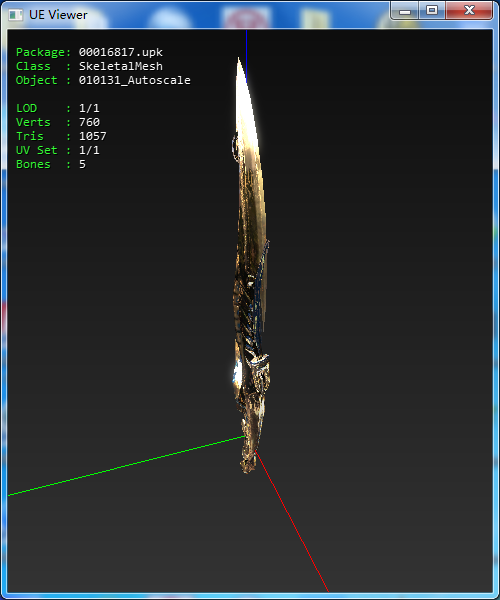 UE Viewer
Package: 00016817.upk
Class : SkeletalMesh
Object : 010131_Autoscale
LOD : 1/1
Verts : 760
Tris : 1057
UV Set : 1/1
Bones : 5